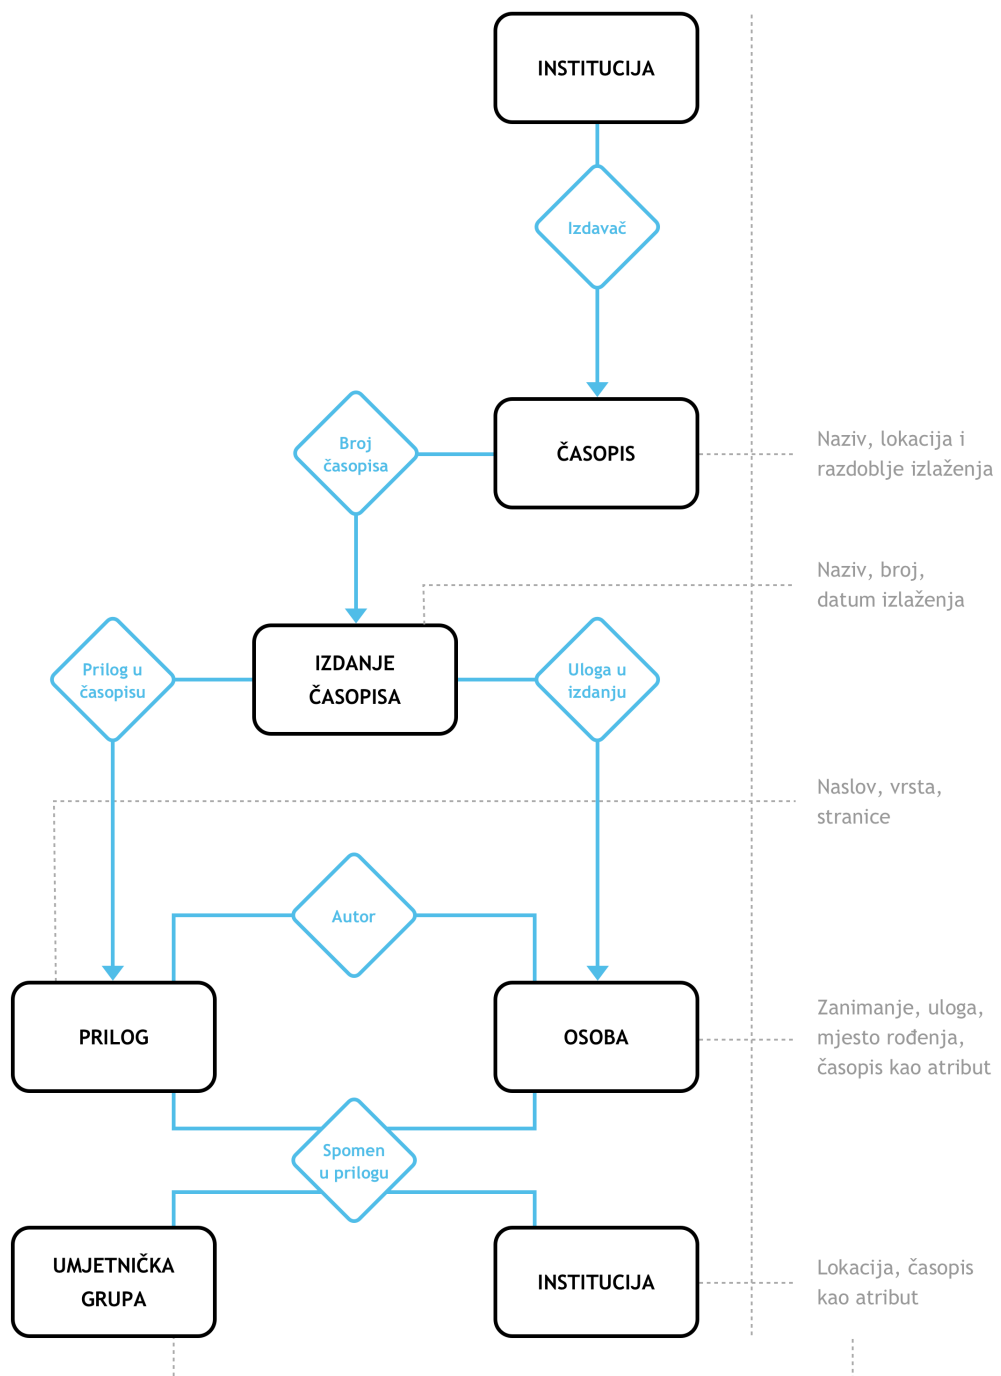 INSTITUCIJA
Izdavač
Broj
časopisa
ČASOPIS
Naziv, lokacija i
razdoblje izlaženja
Naziv, broj,
datum izlaženja
Prilog u
časopisu
IZDANJE
ČASOPISA
Uloga u
izdanju
Naslov, vrsta,
stranice
Autor
PRILOG
OSOBA
Zanimanje, uloga,
mjesto rođenja,
časopis kao atribut
Spomen
u prilogu
UMJETNIČKA
GRUPA
INSTITUCIJA
Lokacija, časopis
kao atribut